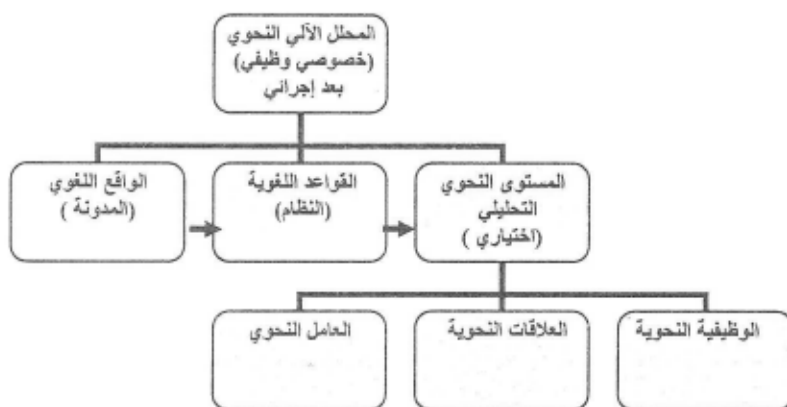 المحلل الآلي النحوي
(خصوصي وظيفي)
بعد إجرائي
المستوى النحوي
التحليلي
(اختياري )
القواعد اللغوية
(النظام)
الواقع اللغوي
(المدونة )
الوظيفية النحوية
العلاقات النحوية
العامل النحوي